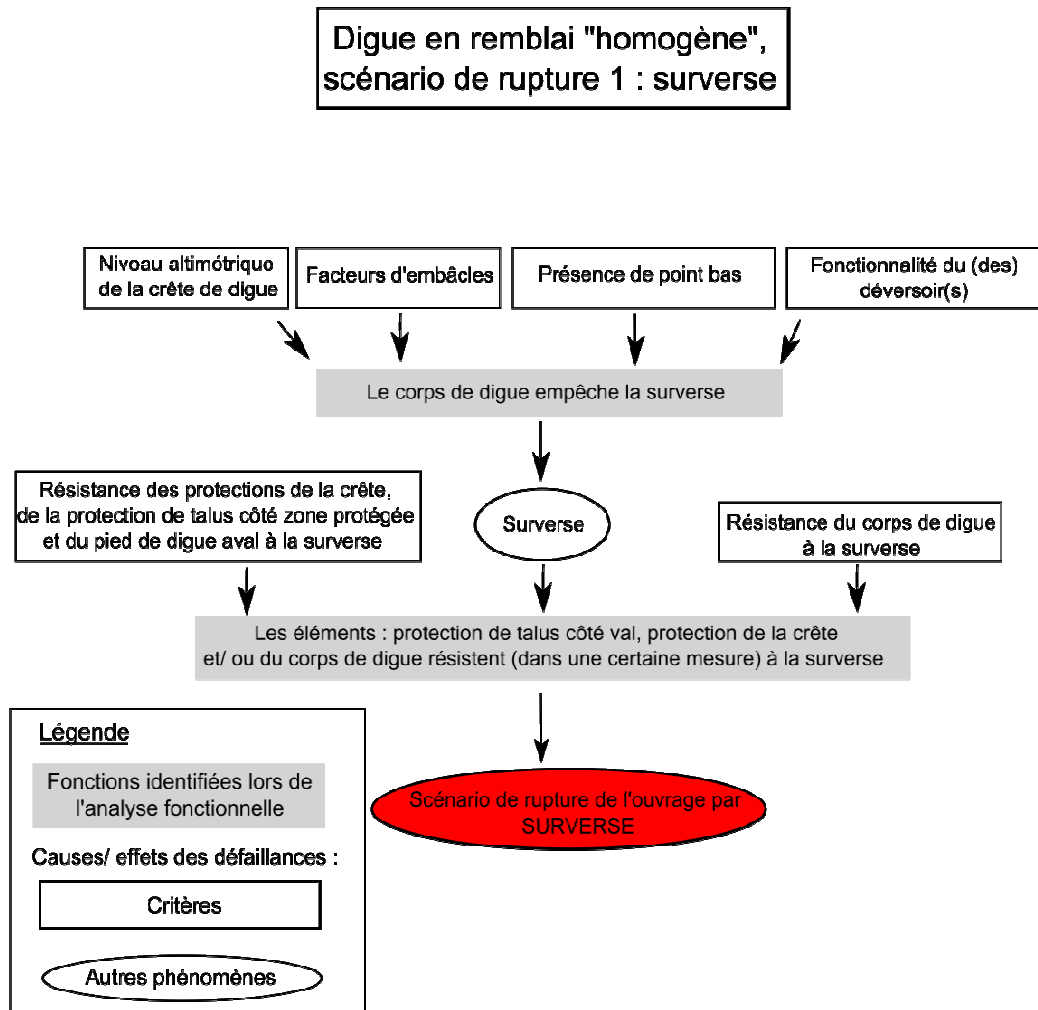 Digue en remblai "homogène",
scénario de rupture 1 : surverse
Nivoau altimótrique
de la crête de digue
Facteurs d'embâcles
Présence de point bas
Fonctionnalité du (des)
déversoir(s)
Le corps de digue empêche la surverse
Résistance des protections de la crête,
de la protection de talus côté zone protégée
et du pied de digue aval à la surverse
Surverse
Résistance du corps de digue
à la surverse
Les éléments : protection de talus côté val, protection de la crête
et/ ou du corps de digue résistent (dans une certaine mesure) à la surverse
Scénario de rupture de l'ouvrage par
SURVERSE
Légende
Fonctions identifiées lors de
l'analyse fonctionnelle
Causes/ effets des défaillances :
Critères
Autres phénomènes